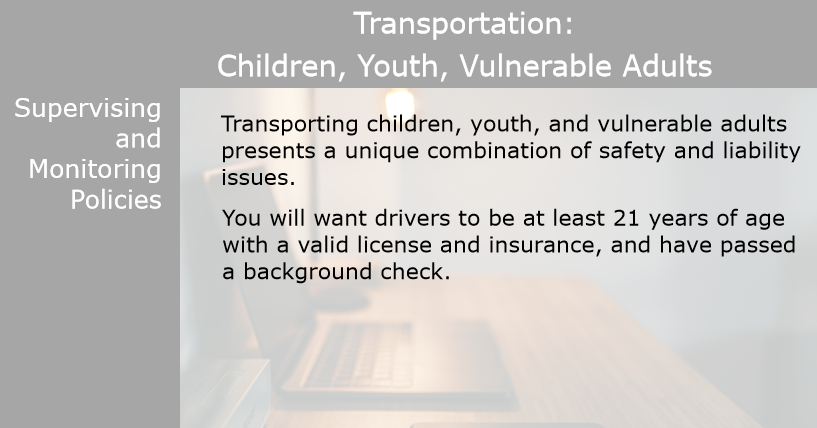 Transportation:
Children, Youth, Vulnerable Adults
Supervising
and
Monitoring
Policies
Transporting children, youth, and vulnerable adults
presents a unique combination of safety and liability
issues.
You will want drivers to be at least 21 years of age
with a valid license and insurance, and have passed
a background check.